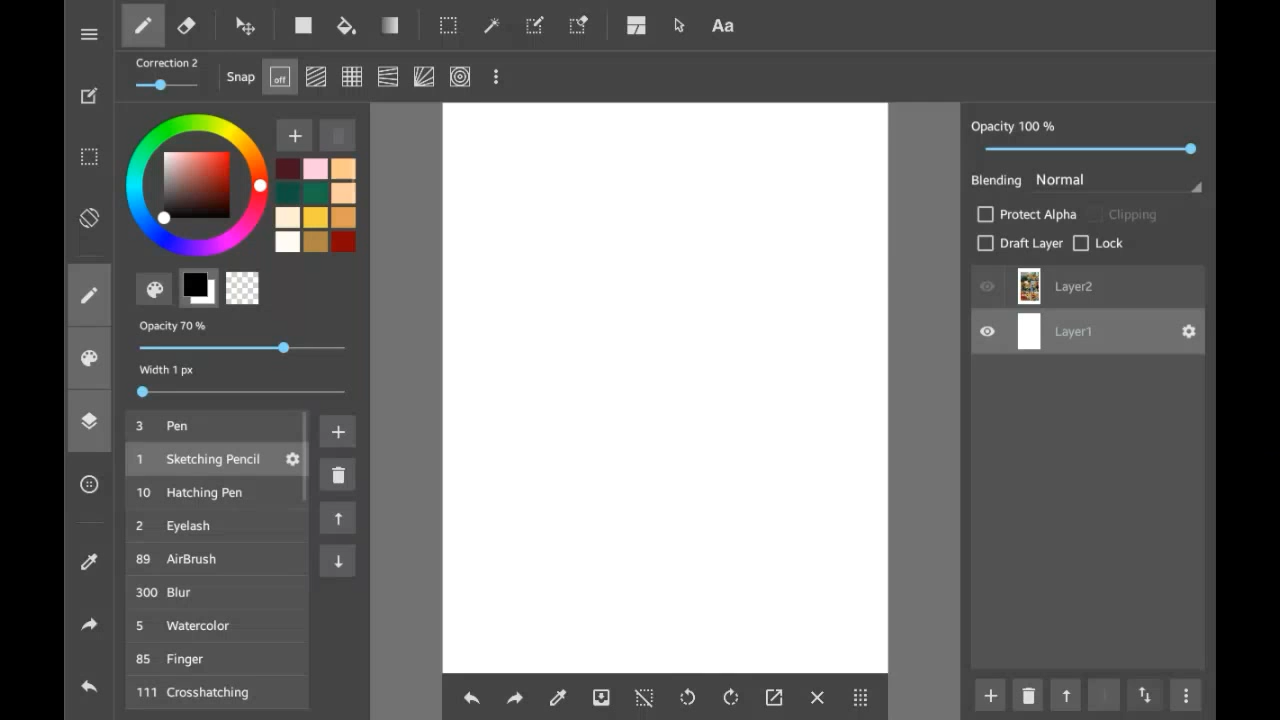 Aa
Correction 2
Snap
off
Opacity 70 %
Width 1 px
3 Pen
1 Sketching Pencil
10 Hatching Pen
2 Eyelash
89 AirBrush
300 Blur
5 Watercolor
85 Finger
111 Crosshatching
Opacity 100 %
Blending Normal
Protect Alpha Clipping
Draft Layer Lock
Layer2
Layer1